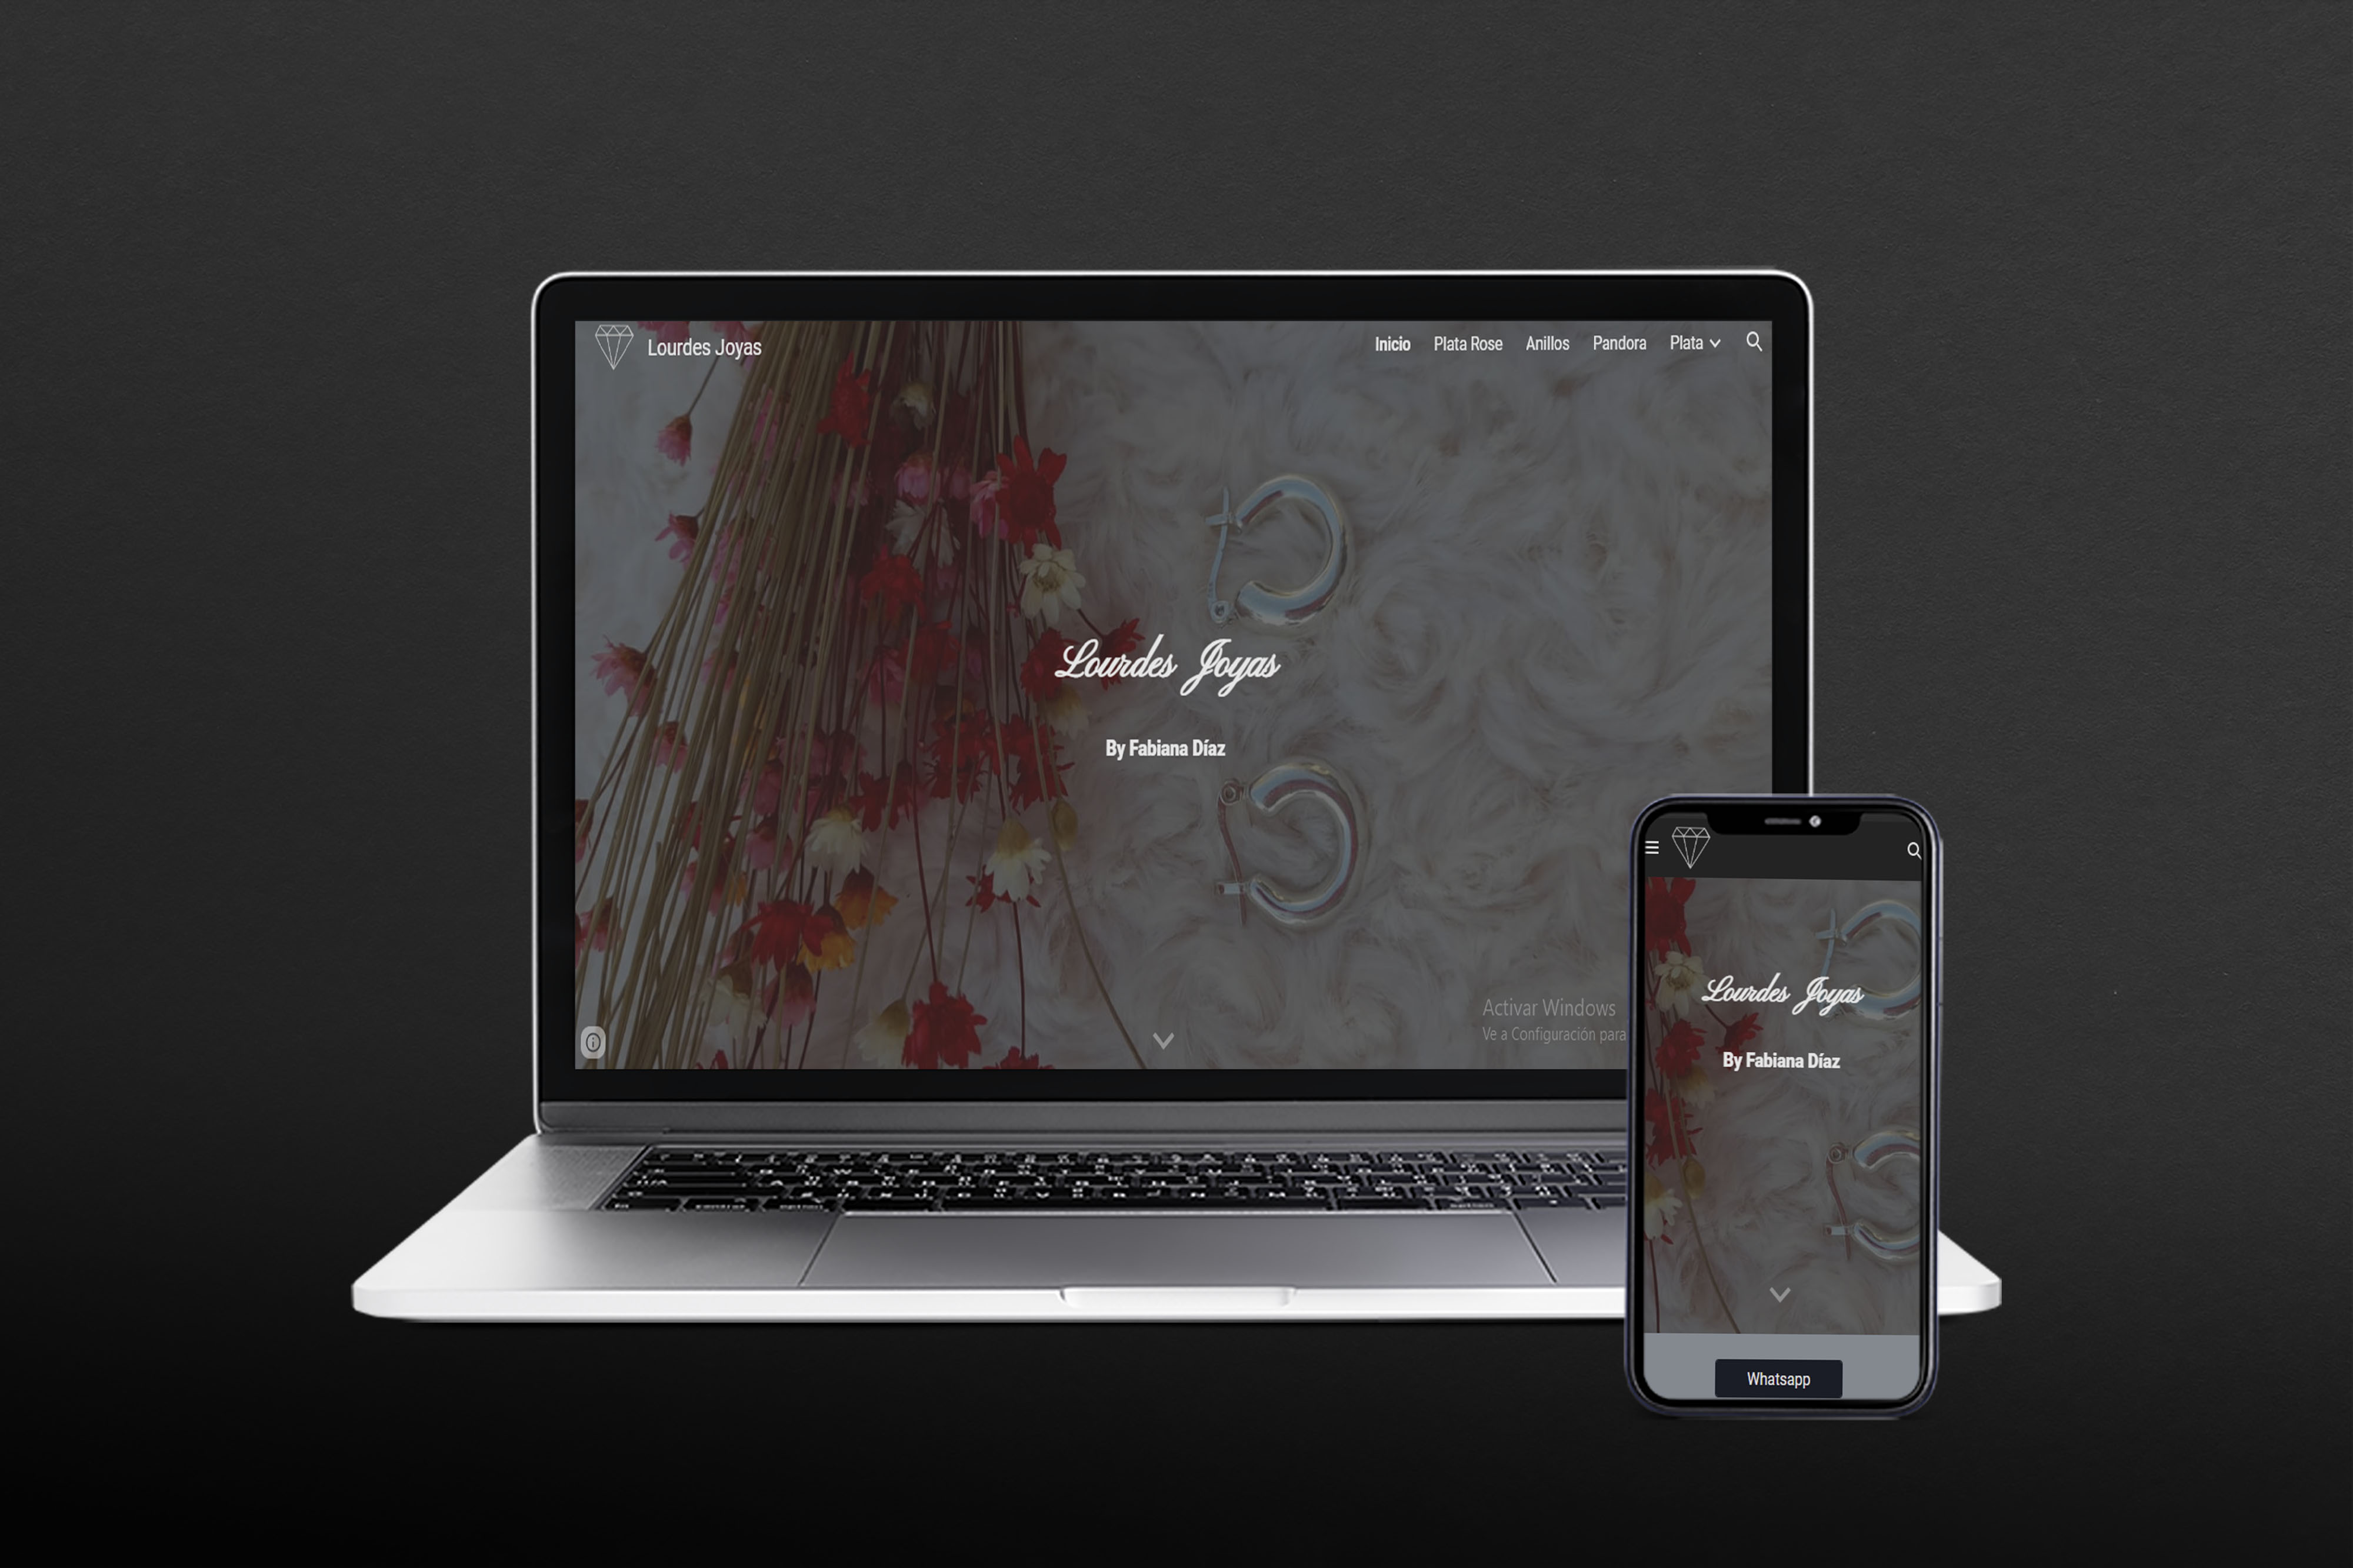 Lourdes Joyas
Inicio Plata Rose Anillos Pandora Plata
Lourdes Joyas
By Fabiana Díaz
Activar Windows
Ve a Configuración para
Lourdes Joyas
By Fabiana Díaz
Whatsapp